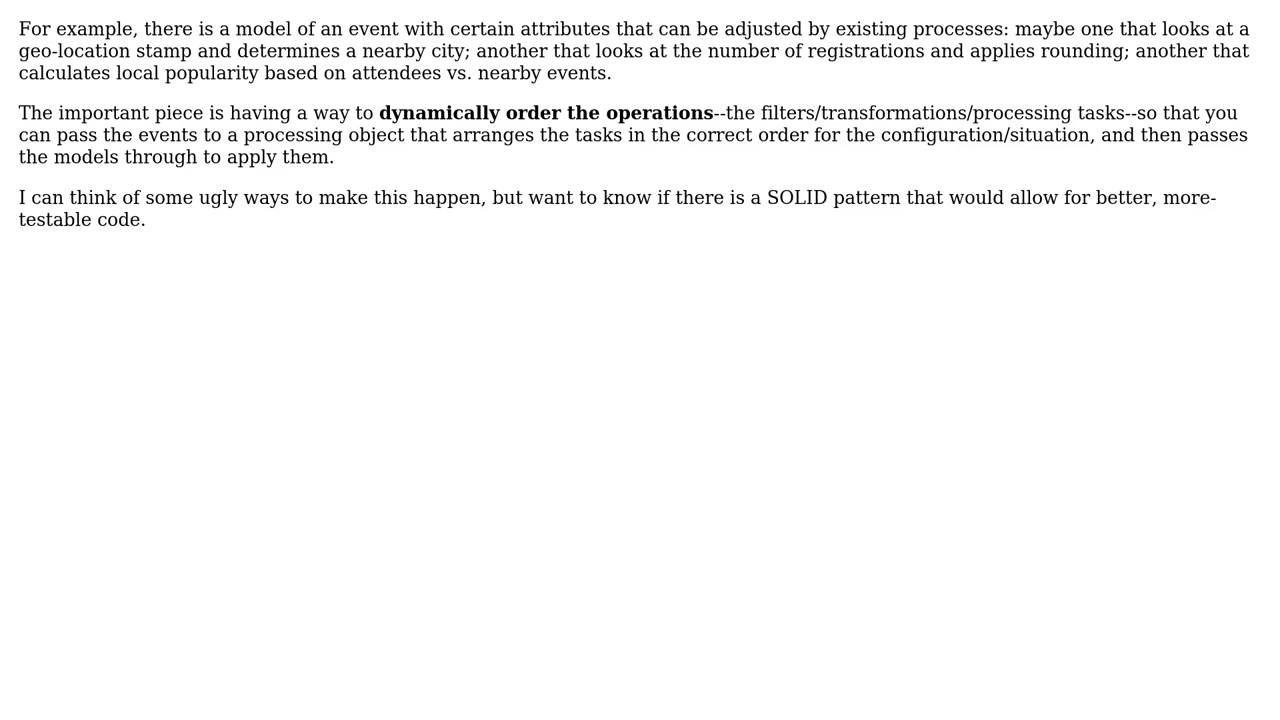 For example, there is a model of an event with certain attributes that can be adjusted by existing processes: maybe one that looks at a
geo-location stamp and determines a nearby city; another that looks at the number of registrations and applies rounding; another that
calculates local popularity based on attendees vs. nearby events.
The important piece is having a way to dynamically order the operations--the filters/transformations/processing tasks--so that you
can pass the events to a processing object that arranges the tasks in the correct order for the configuration/situation, and then passes
the models through to apply them.
I can think of some ugly ways to make this happen, but want to know if there is a SOLID pattern that would allow for better, more-
testable code.